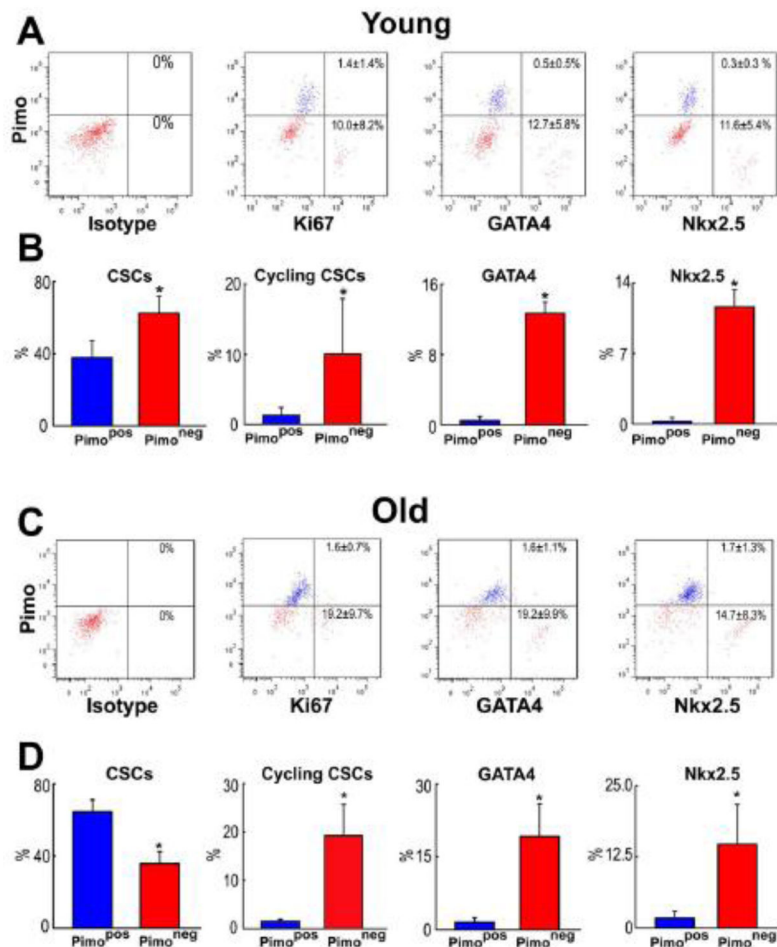 A
Young
0%
0%
1.4±1.4%
10.0±8.2%
0.5±0.5%
12.7±5.8%
0.3±0.3 %
11.6±5.4%
Pimo
Isotype
Ki67
GATA4
Nkx2.5
B
CSCs
Cycling CSCs
GATA4
Nkx2.5
%
80
40
0
*
Pimo^pos Pimo^neg
%
20
10
0
*
Pimo^pos Pimo^neg
%
16
8
0
*
Pimo^pos Pimo^neg
%
14
7
0
*
Pimo^pos Pimo^neg
C
Old
0%
0%
1.6±0.7%
19.2±9.7%
1.6±1.1%
19.2±9.9%
1.7±1.3%
14.7±8.3%
Pimo
Isotype
Ki67
GATA4
Nkx2.5
D
CSCs
Cycling CSCs
GATA4
Nkx2.5
%
80
40
0
*
Pimo^pos Pimo^neg
%
30
20
10
0
*
Pimo^pos Pimo^neg
%
30
15
0
*
Pimo^pos Pimo^neg
%
25.0
12.5
0
*
Pimo^pos Pimo^neg